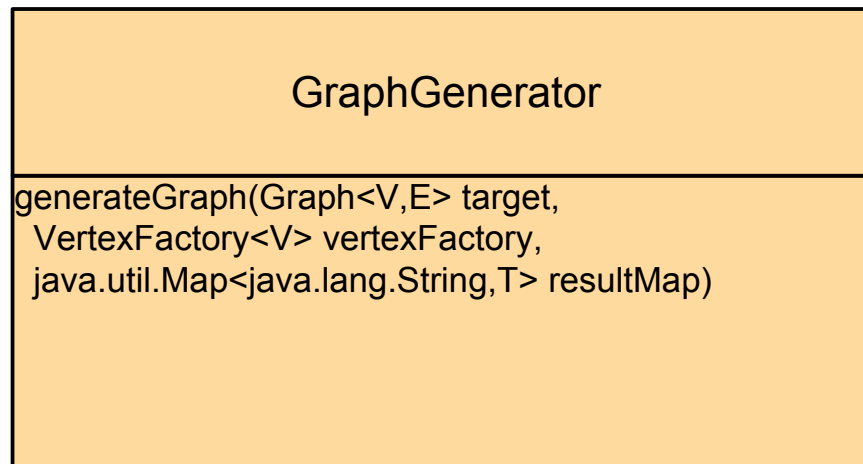 GraphGenerator
generateGraph(Graph<V,E> target,
VertexFactory<V> vertexFactory,
java.util.Map<java.lang.String,T> resultMap)